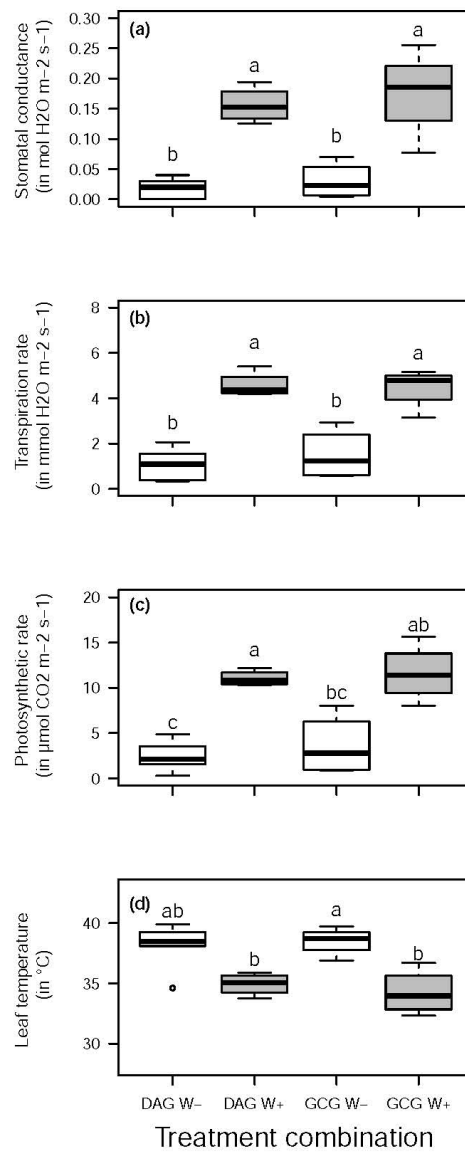 Stomatal conductance
(in mol H2O m−2 s−1)
0.30
0.25
0.20
0.15
0.10
0.05
0.00
(a)
b
a
b
a
Transpiration rate
(in mmol H2O m−2 s−1)
8
6
4
2
0
(b)
b
a
b
a
Photosynthetic rate
(in µmol CO2 m−2 s−1)
20
15
10
5
0
(c)
c
a
bc
ab
Leaf temperature
(in °C)
40
35
30
(d)
ab
b
a
b
DAG W− DAG W+ GCG W− GCG W+
Treatment combination